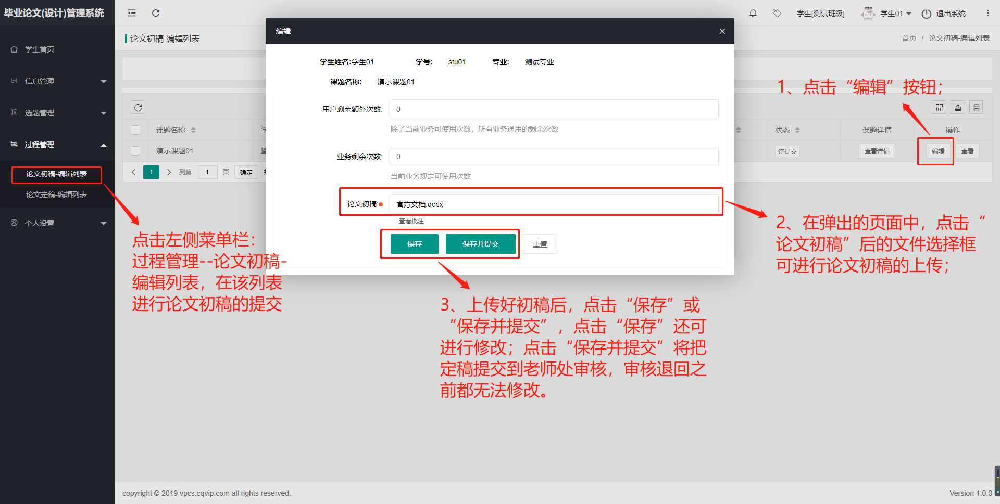 毕业论文(设计)管理系统
学生[测试班级]
学生01
退出系统
学生首页
信息管理
选题管理
过程管理
论文初稿-编辑列表
论文定稿-编辑列表
个人设置
论文初稿-编辑列表
首页 / 论文初稿-编辑列表
课题名称
状态
课题详情
操作
演示课题01
待提交
查看详情
编辑
查看
1
到第
1
页
确定
编辑
学生姓名:学生01
学号:
stu01
专业:
测试专业
课题名称:
演示课题01
用户剩余额外次数:
0
除了当前业务可使用次数，所有业务通用的剩余次数
业务剩余次数:
0
当前业务规定可使用次数
论文初稿:
官方文档.docx
查看批注
保存
保存并提交
重置
点击左侧菜单栏：
过程管理--论文初稿-
编辑列表，在该列表
进行论文初稿的提交
1、点击“编辑”按钮；
2、在弹出的页面中，点击“
论文初稿”后的文件选择框
可进行论文初稿的上传；
3、上传好初稿后，点击“保存”或
“保存并提交”，点击“保存”还可
进行修改；点击“保存并提交”将把
定稿提交到老师处审核，审核退回之
前都无法修改。
copyright © 2019 vpcs.cqvip.com all rights reserved.
Version 1.0.0